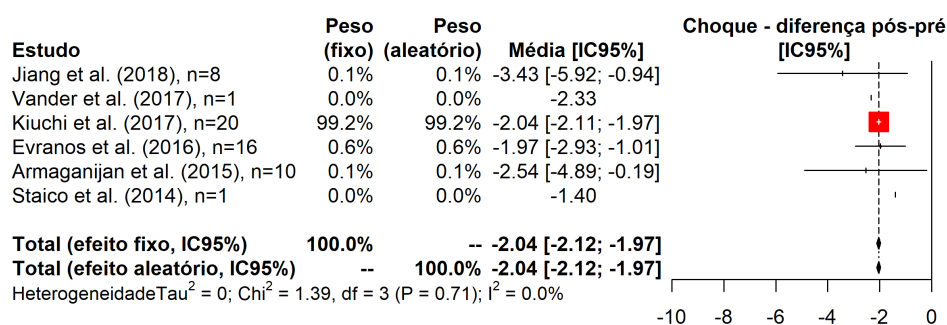 Peso Peso Choque - diferença pós-pré
Estudo (fixo) (aleatório) Média [IC95%] [IC95%]
Jiang et al. (2018), n=8 0.1% 0.1% -3.43 [-5.92; -0.94]
Vander et al. (2017), n=1 0.0% 0.0% -2.33
Kiuchi et al. (2017), n=20 99.2% 99.2% -2.04 [-2.11; -1.97]
Evranos et al. (2016), n=16 0.6% 0.6% -1.97 [-2.93; -1.01]
Armaganijan et al. (2015), n=10 0.1% 0.1% -2.54 [-4.89; -0.19]
Staico et al. (2014), n=1 0.0% 0.0% -1.40
Total (efeito fixo, IC95%) 100.0% -- -2.04 [-2.12; -1.97]
Total (efeito aleatório, IC95%) -- 100.0% -2.04 [-2.12; -1.97]
HeterogeneidadeTau² = 0; Chi² = 1.39, df = 3 (P = 0.71); I² = 0.0%
-10 -8 -6 -4 -2 0